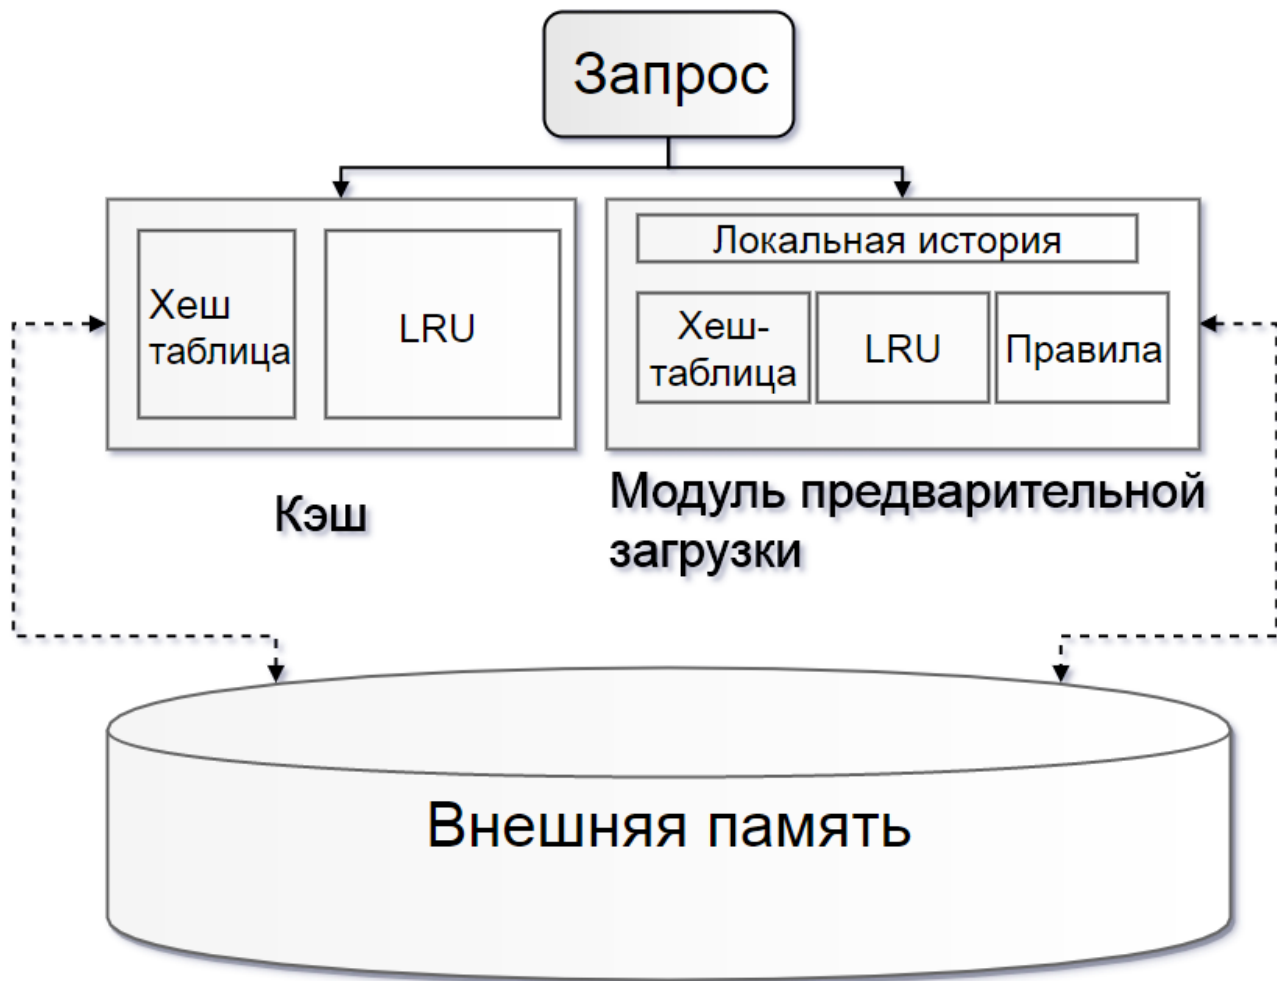 Запрос
Локальная история
Хеш
таблица
LRU
Хеш-
таблица
LRU
Правила
Кэш
Модуль предварительной
загрузки
Внешняя память